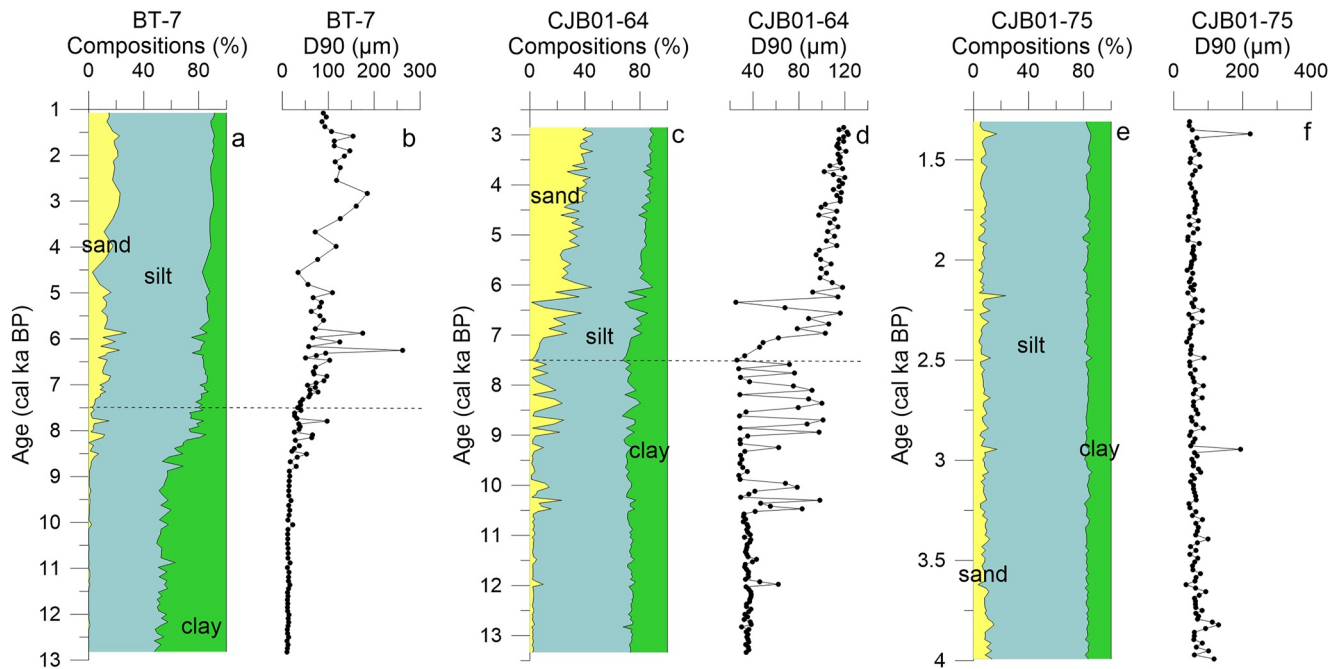 BT-7
Compositions (%)
0 40 80
BT-7
D90 (μm)
0 100 200 300
CJB01-64
Compositions (%)
0 40 80
CJB01-64
D90 (μm)
40 80 120
CJB01-75
Compositions (%)
0 40 80
CJB01-75
D90 (μm)
0 200 400
Age (cal ka BP)
1
2
3
4
5
6
7
8
9
10
11
12
13
a
sand
silt
clay
b
Age (cal ka BP)
3
4
5
6
7
8
9
10
11
12
13
c
sand
silt
clay
d
Age (cal ka BP)
1.5
2
2.5
3
3.5
4
e
silt
clay
sand
f